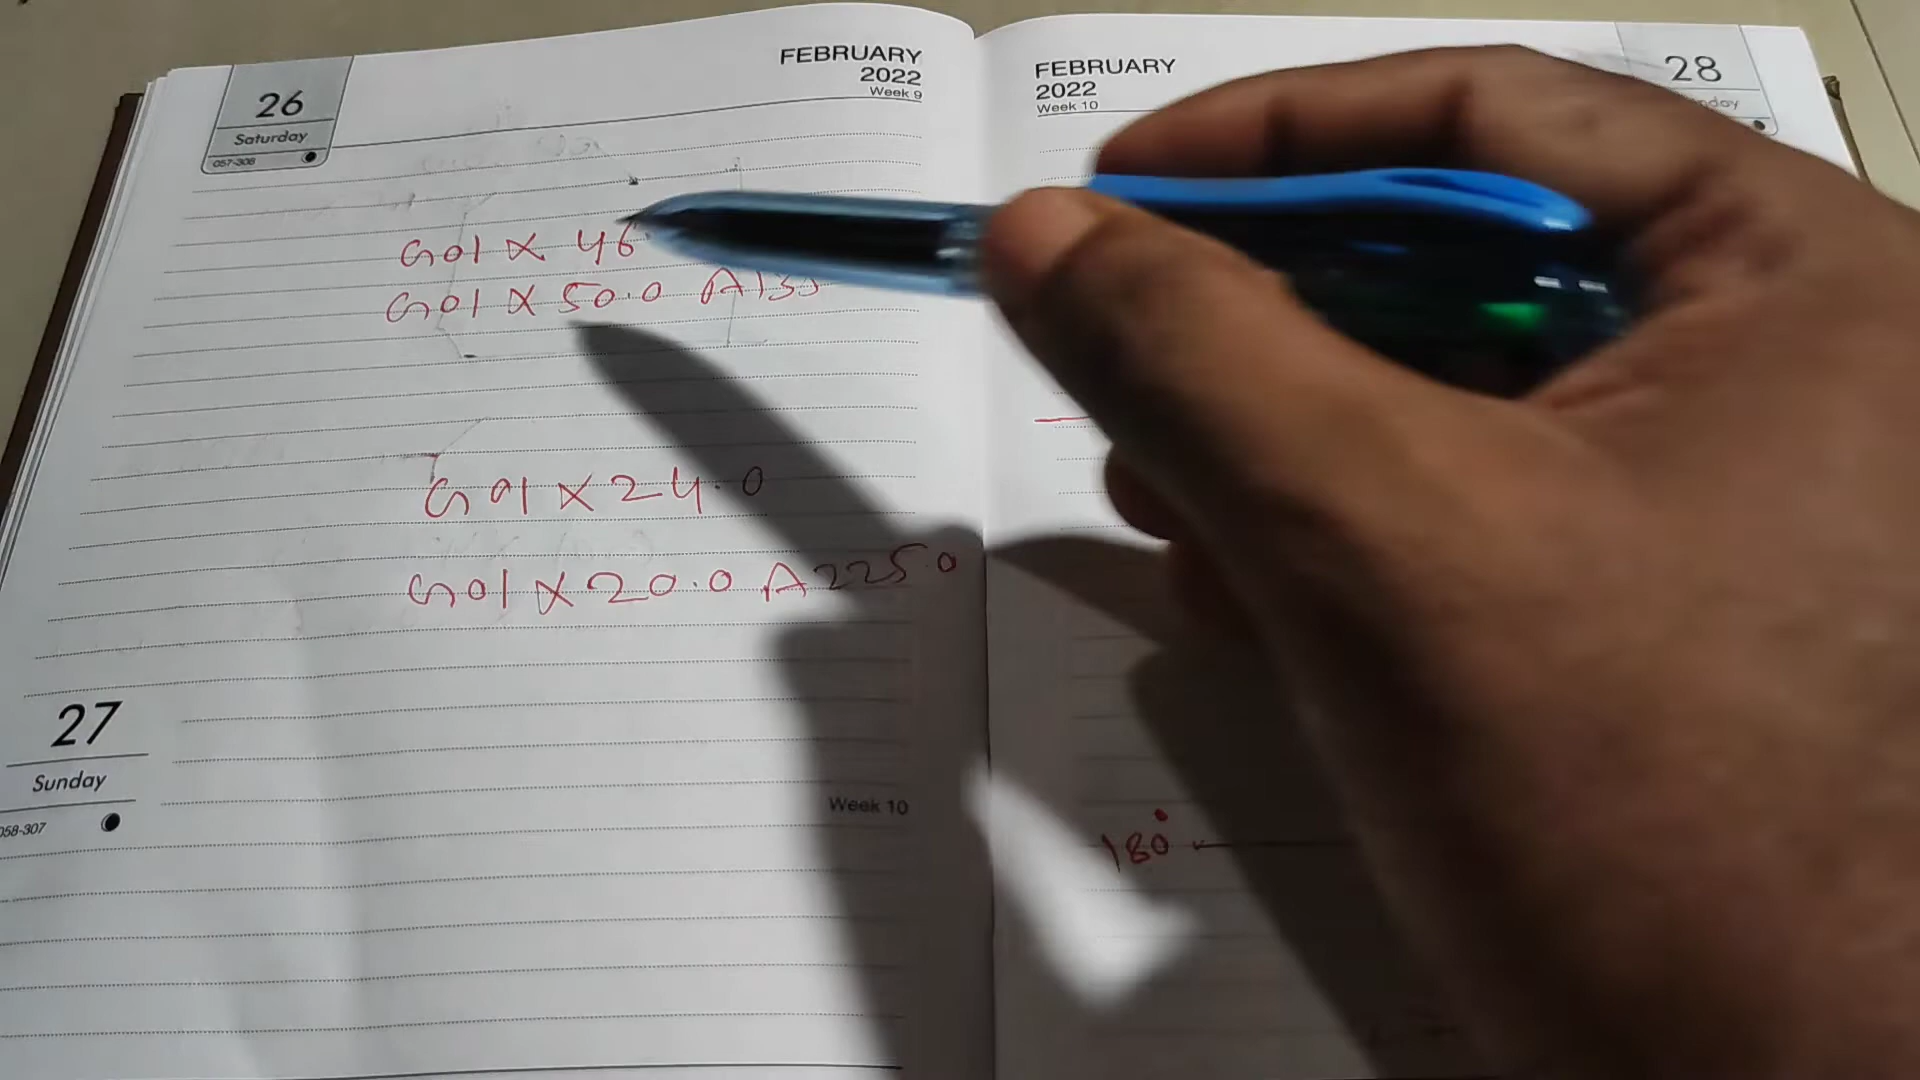 26
Saturday
057-308
FEBRUARY
2022
Week 9
G01 X 46.
G01 X 50.0 A135
G01 X 24.0
G01 X 20.0 A225.0
27
Sunday
058-307
Week 10
FEBRUARY
2022
Week 10
28
180°